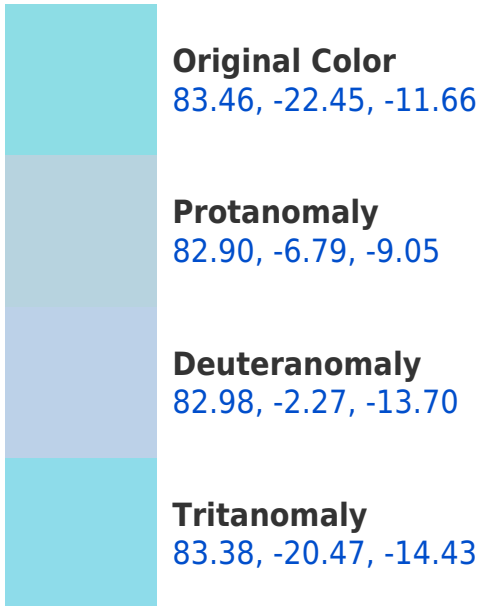 Original Color
83.46, -22.45, -11.66
Protanomaly
82.90, -6.79, -9.05
Deuteranomaly
82.98, -2.27, -13.70
Tritanomaly
83.38, -20.47, -14.43